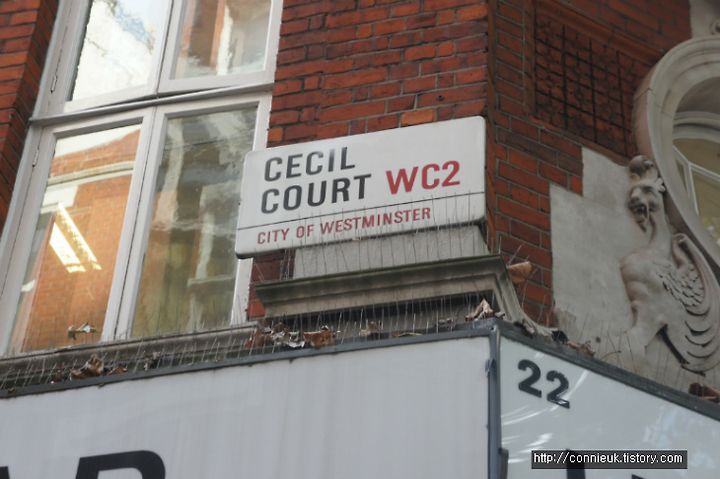 CECIL
COURT WC2
CITY OF WESTMINSTER
22
http://connieuk.tistory.com